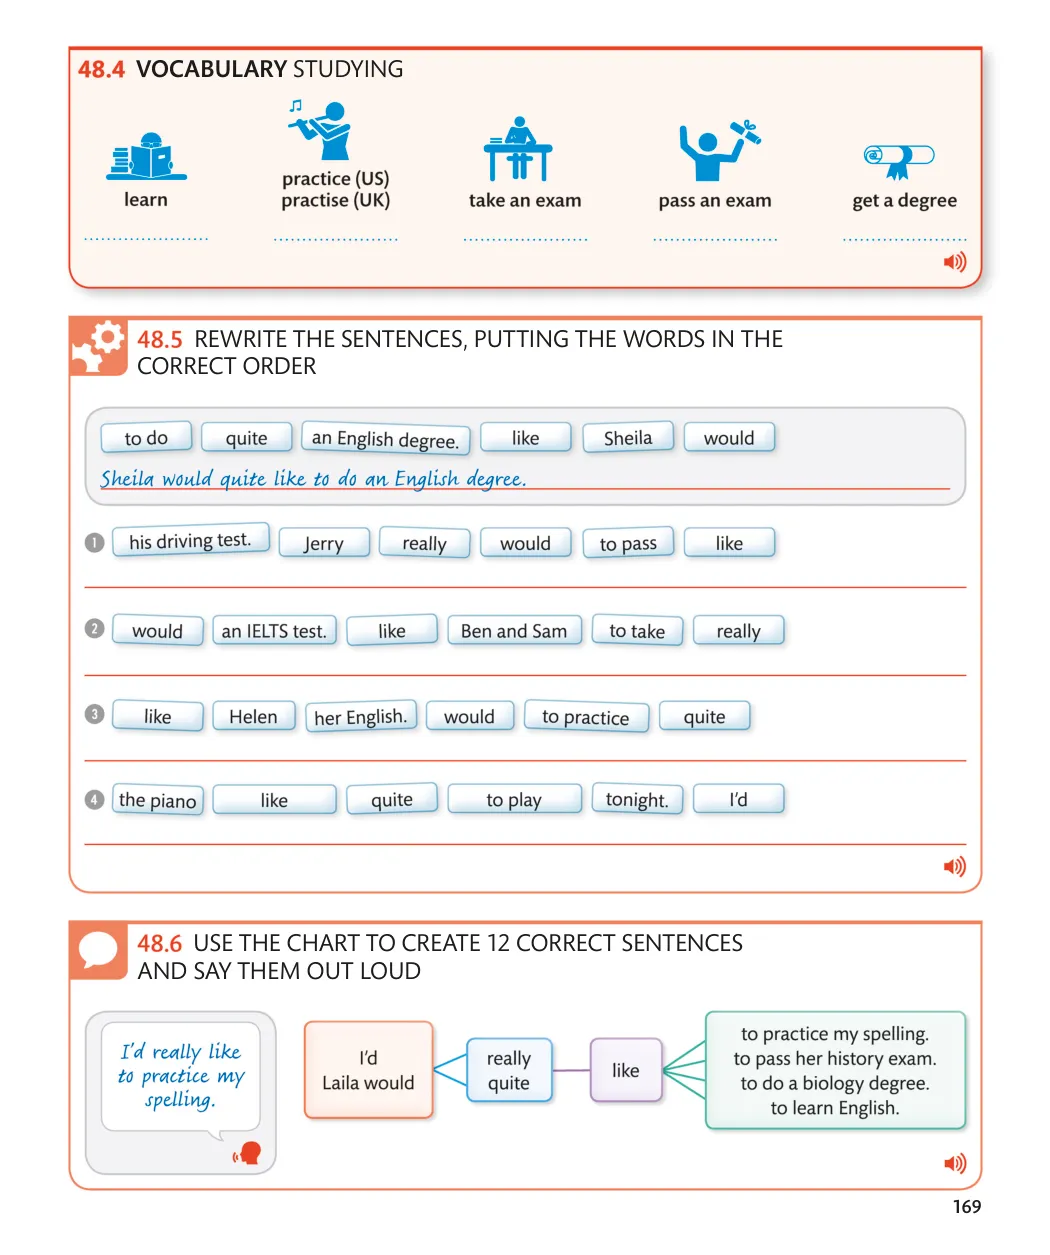 48.4 VOCABULARY STUDYING
learn
practice (US)
practise (UK)
take an exam
pass an exam
get a degree
48.5 REWRITE THE SENTENCES, PUTTING THE WORDS IN THE
CORRECT ORDER
to do quite an English degree. like Sheila would
Sheila would quite like to do an English degree.
1 his driving test. Jerry really would to pass like
2 would an IELTS test. like Ben and Sam to take really
3 like Helen her English. would to practice quite
4 the piano like quite to play tonight. I'd
48.6 USE THE CHART TO CREATE 12 CORRECT SENTENCES
AND SAY THEM OUT LOUD
I'd really like
to practice my
spelling.
I'd
Laila would
really
quite
like
to practice my spelling.
to pass her history exam.
to do a biology degree.
to learn English.
169